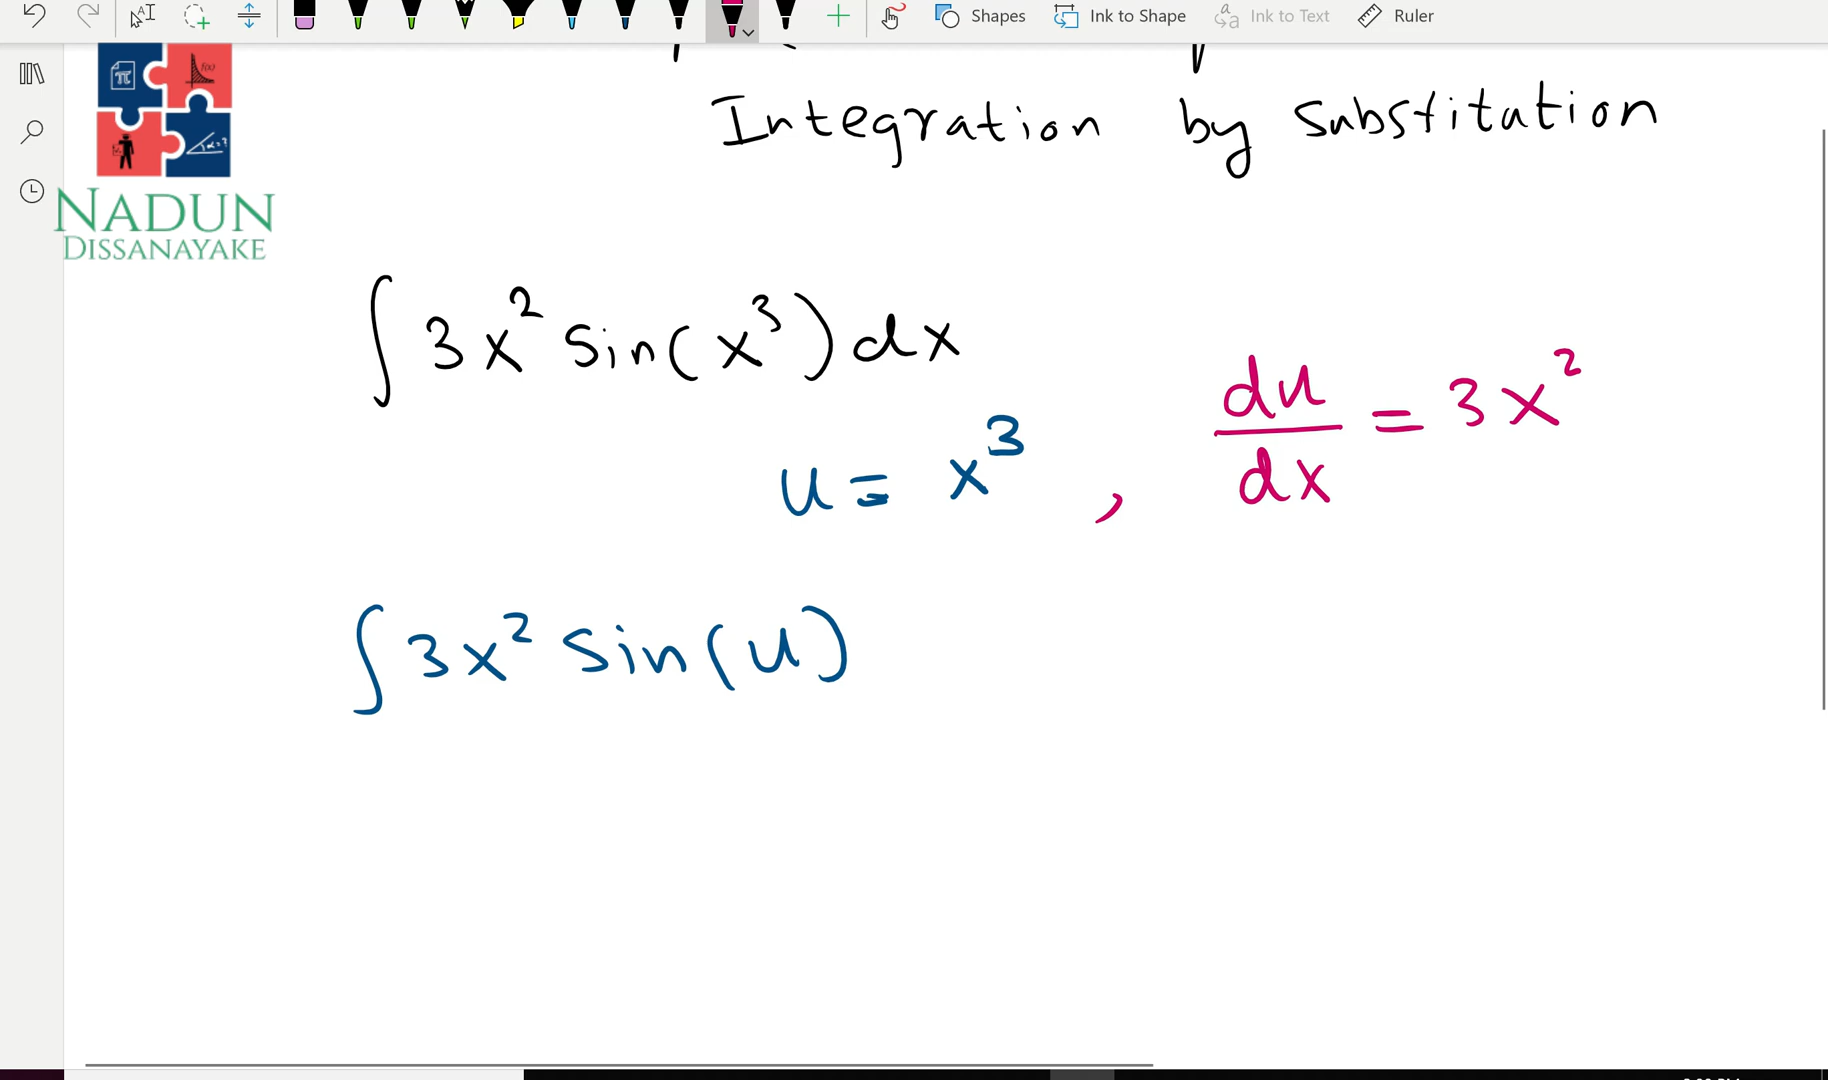 Shapes Ink to Shape Ink to Text Ruler
NADUN
DISSANAYAKE
Integration by Substitution
∫ 3x² sin(x³) dx
u = x³ , du/dx = 3x²
∫ 3x² sin(u)